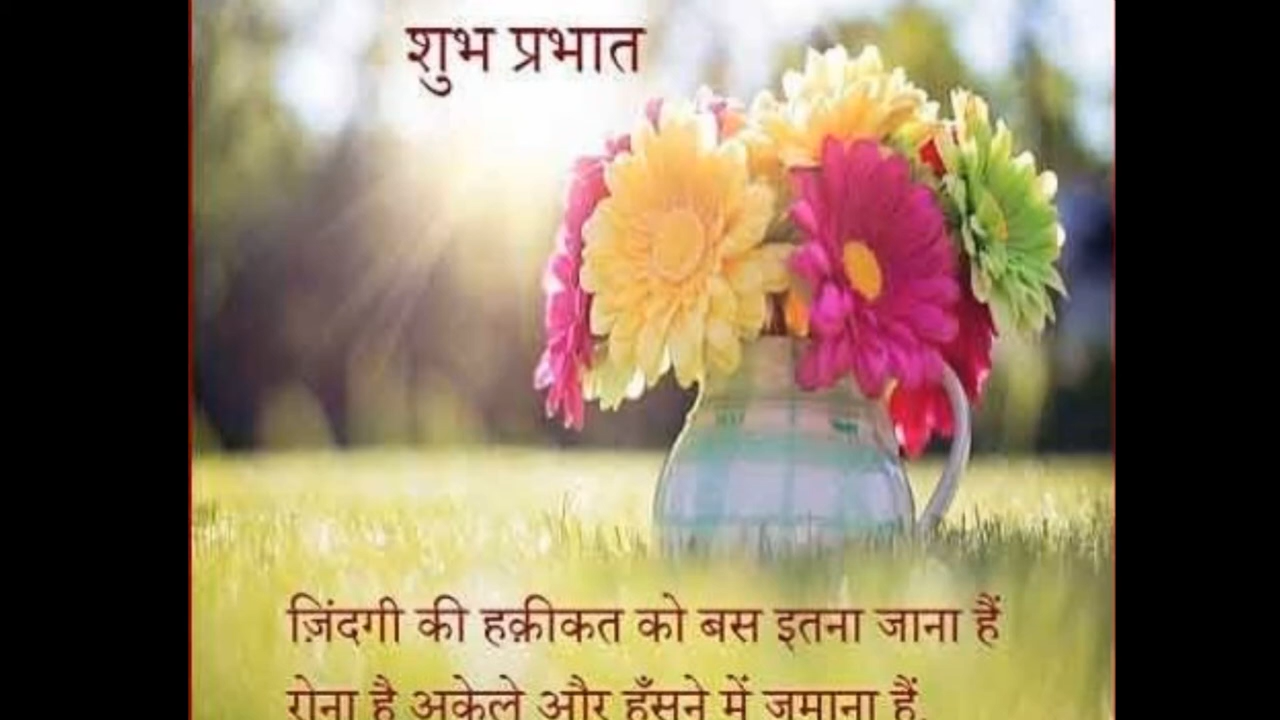 शुभ प्रभात
ज़िंदगी की हक़ीकत को बस इतना जाना हैं
रोना है अकेले और हँसने में जमाना हैं.